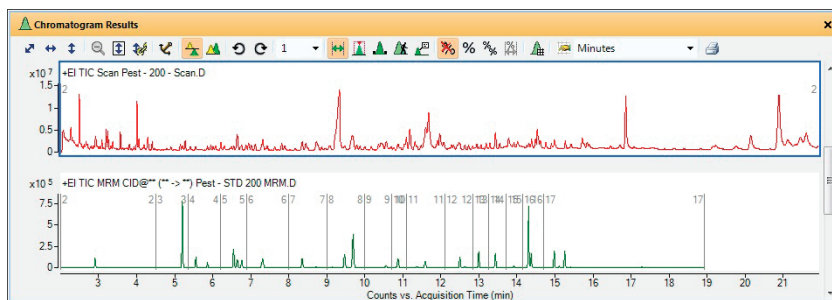 Chromatogram Results
1 Minutes
x10 7 +EI TIC Scan Pest - 200 - Scan.D
1.5 2 2
1
0.5
0
x10 5 +EI TIC MRM CID@** (** -> **) Pest - STD 200 MRM.D
2 2 3 3 4 4 5 5 6 6 7 7 8 8 9 9 10 10 11 11 12 12 13 13 14 14 15 15 16 16 17 17
7.5
5
2.5
0
3 4 5 6 7 8 9 10 11 12 13 14 15 16 17 18 19 20 21
Counts vs. Acquisition Time (min)